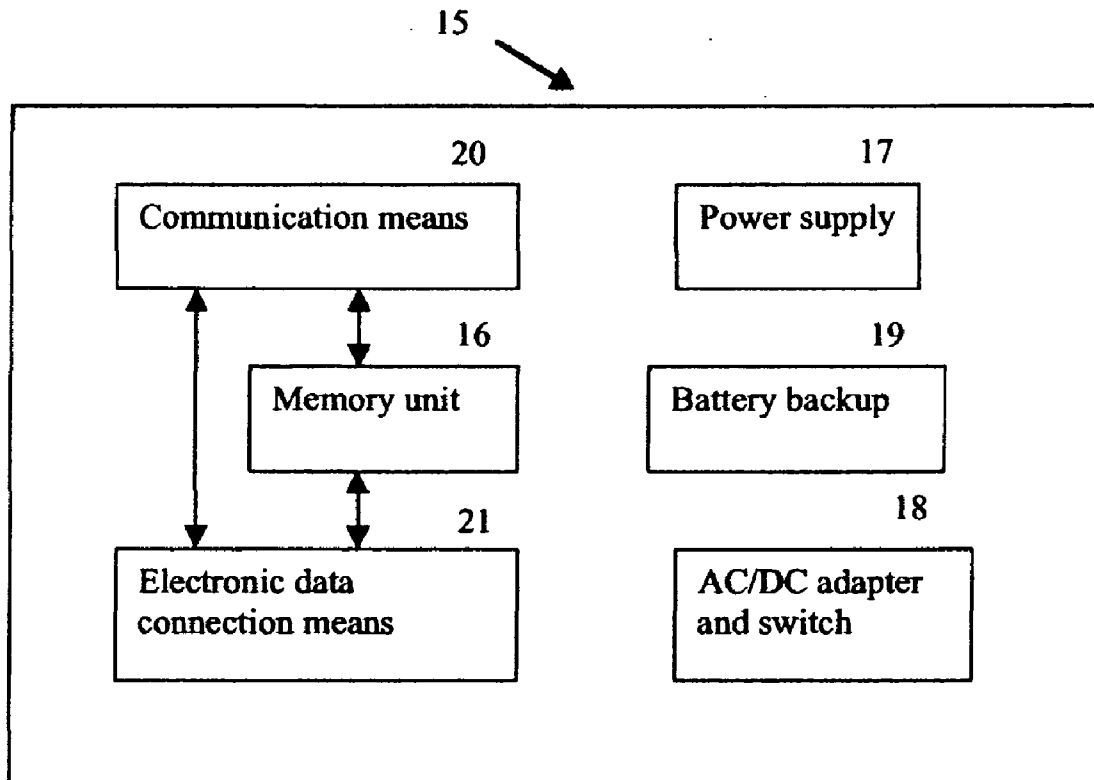 15
20
17
Communication means
Power supply
16
19
Memory unit
Battery backup
21
18
Electronic data
connection means
AC/DC adapter
and switch